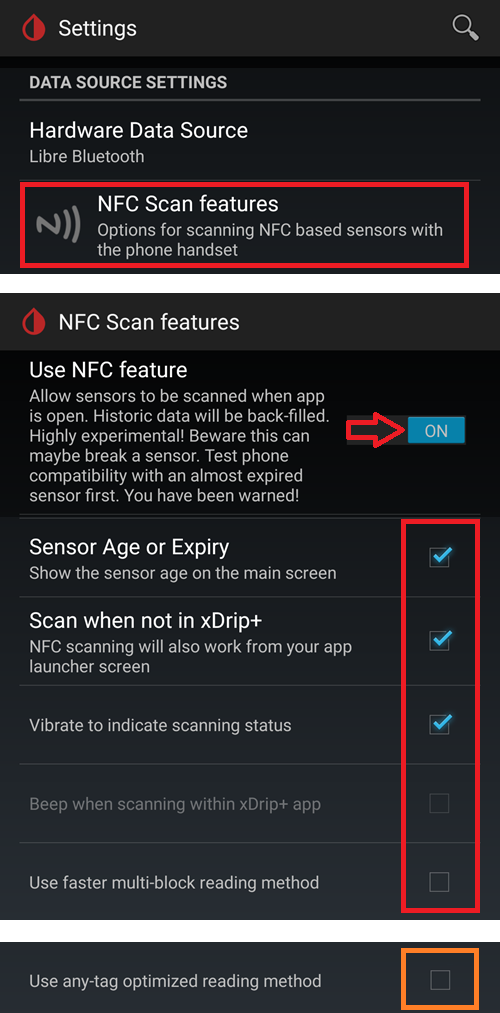 Settings
DATA SOURCE SETTINGS
Hardware Data Source
Libre Bluetooth
NFC Scan features
Options for scanning NFC based sensors with
the phone handset
NFC Scan features
Use NFC feature
Allow sensors to be scanned when app
is open. Historic data will be back-filled.
Highly experimental! Beware this can
maybe break a sensor. Test phone
compatibility with an almost expired
sensor first. You have been warned!
ON
Sensor Age or Expiry
Show the sensor age on the main screen
Scan when not in xDrip+
NFC scanning will also work from your app
launcher screen
Vibrate to indicate scanning status
Beep when scanning within xDrip+ app
Use faster multi-block reading method
Use any-tag optimized reading method